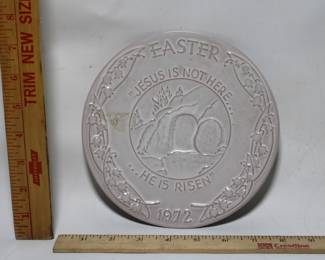 EASTER
"JESUS IS NOT HERE...
...HE IS RISEN"
1972
TRIM NEW SIZE